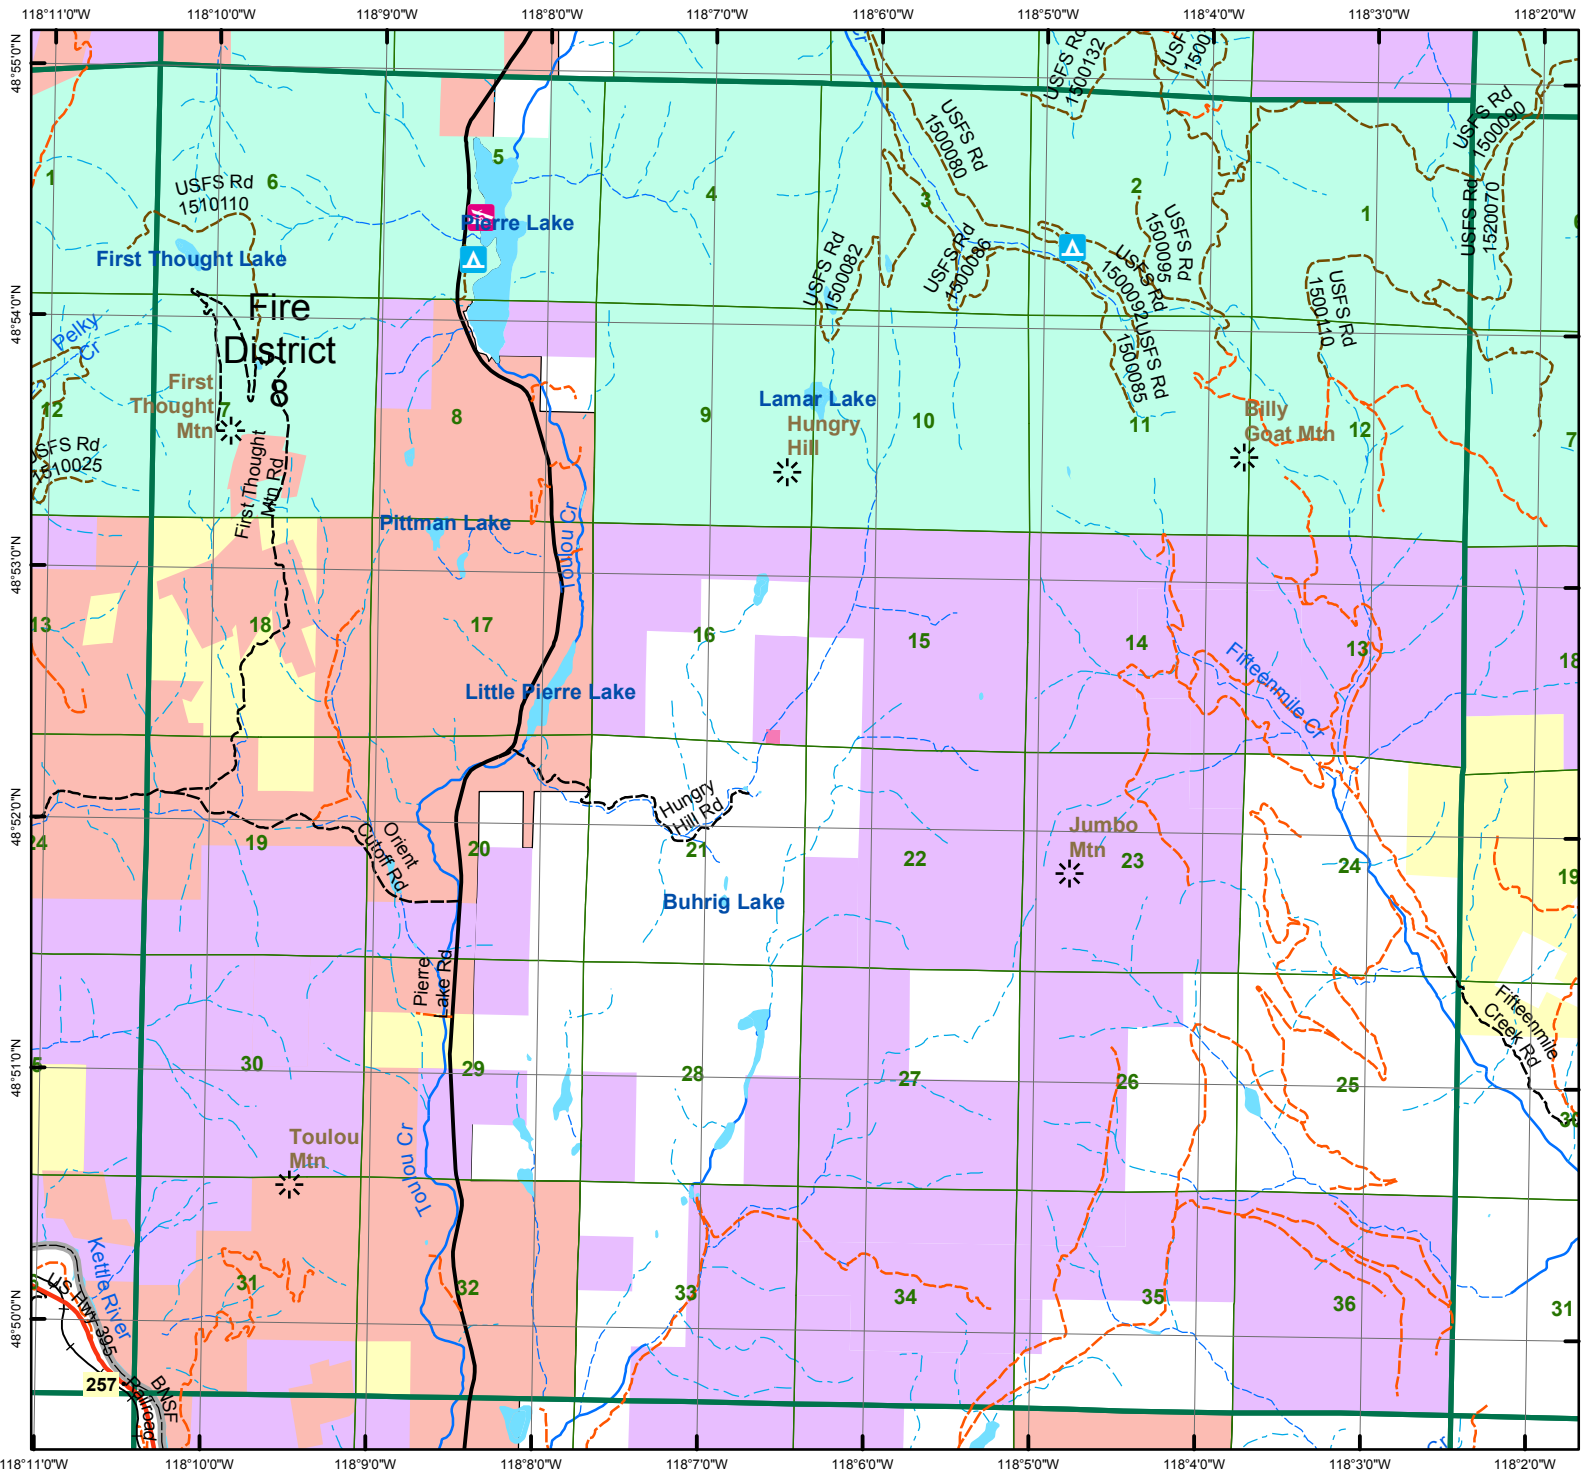 118°11'0"W 118°10'0"W 118°9'0"W 118°8'0"W 118°7'0"W 118°6'0"W 118°5'0"W 118°4'0"W 118°3'0"W 118°2'0"W
48°55'0"N
48°54'0"N
48°53'0"N
48°52'0"N
48°51'0"N
48°50'0"N
USFS Rd
1500132
USFS
USFS Rd
1500090
USFS Rd
1500080
5
1
USFS Rd
1510110
6
4
3
2
1
USFS Rd
1520070
Pierre Lake
First Thought Lake
USFS Rd
1500082
USFS Rd
1500086
USFS Rd
1500095
USFS Rd
1500092
USFS Rd
1500085
USFS Rd
1500110
Fire
District
8
Pelky
Cr
First
Thought
Mtn
7
12
8
9
Lamar Lake
Hungry
Hill
10
11
Billy
Goat Mtn
12
7
1510025
First Thought
Mtn Rd
Pittman Lake
Toulou Cr
13
18
17
16
15
14
13
18
Fifteenmile Cr
Little Pierre Lake
Hungry
Hill Rd
Orient
Cutoff Rd
24
19
20
21
22
Jumbo
Mtn
23
24
19
Buhrig Lake
Pierre
Lake Rd
Fifteenmile
Creek Rd
30
29
28
27
26
25
30
Toulou
Mtn
Toulou Cr
Kettle River
US Hwy 395
31
32
33
34
35
36
31
257
BNSF
Railroad
118°11'0"W 118°10'0"W 118°9'0"W 118°8'0"W 118°7'0"W 118°6'0"W 118°5'0"W 118°4'0"W 118°3'0"W 118°2'0"W